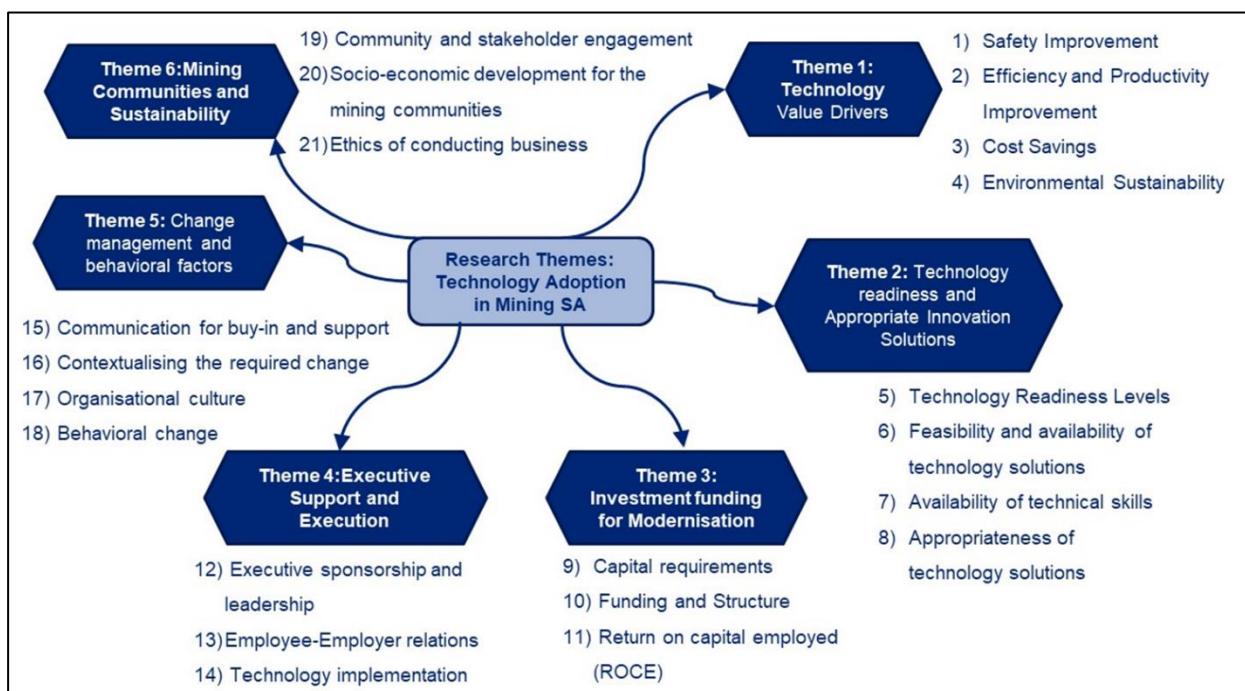 Research Themes:
Technology Adoption
in Mining SA
Theme 1:
Technology
Value Drivers
1) Safety Improvement
2) Efficiency and Productivity
Improvement
3) Cost Savings
4) Environmental Sustainability
Theme 2: Technology
readiness and
Appropriate Innovation
Solutions
5) Technology Readiness Levels
6) Feasibility and availability of
technology solutions
7) Availability of technical skills
8) Appropriateness of
technology solutions
Theme 3:
Investment funding
for Modernisation
9) Capital requirements
10) Funding and Structure
11) Return on capital employed
(ROCE)
Theme 4:Executive
Support and
Execution
12) Executive sponsorship and
leadership
13) Employee-Employer relations
14) Technology implementation
Theme 5: Change
management and
behavioral factors
15) Communication for buy-in and support
16) Contextualising the required change
17) Organisational culture
18) Behavioral change
Theme 6:Mining
Communities and
Sustainability
19) Community and stakeholder engagement
20) Socio-economic development for the
mining communities
21) Ethics of conducting business